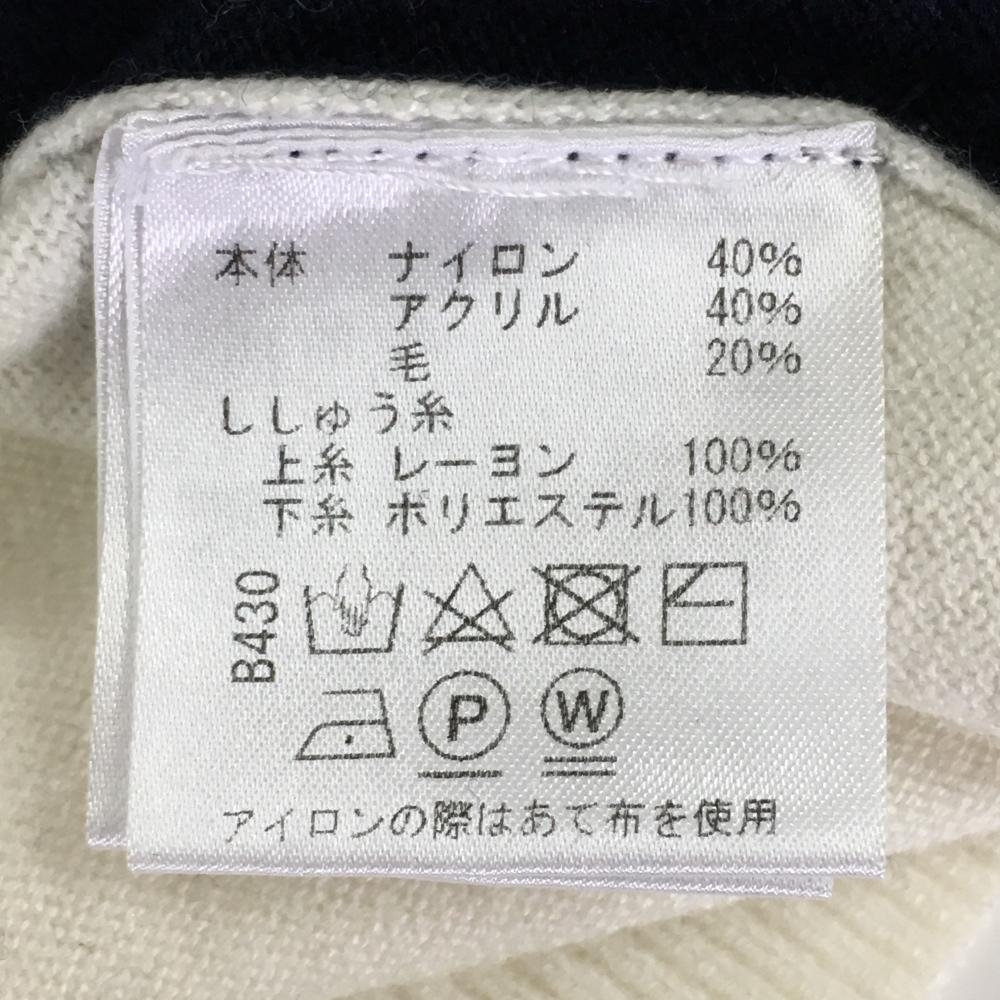 本体 ナイロン 40%
アクリル 40%
毛 20%
ししゅう糸
上糸 レーヨン 100%
下糸 ポリエステル100%
B430
P W
アイロンの際はあて布を使用